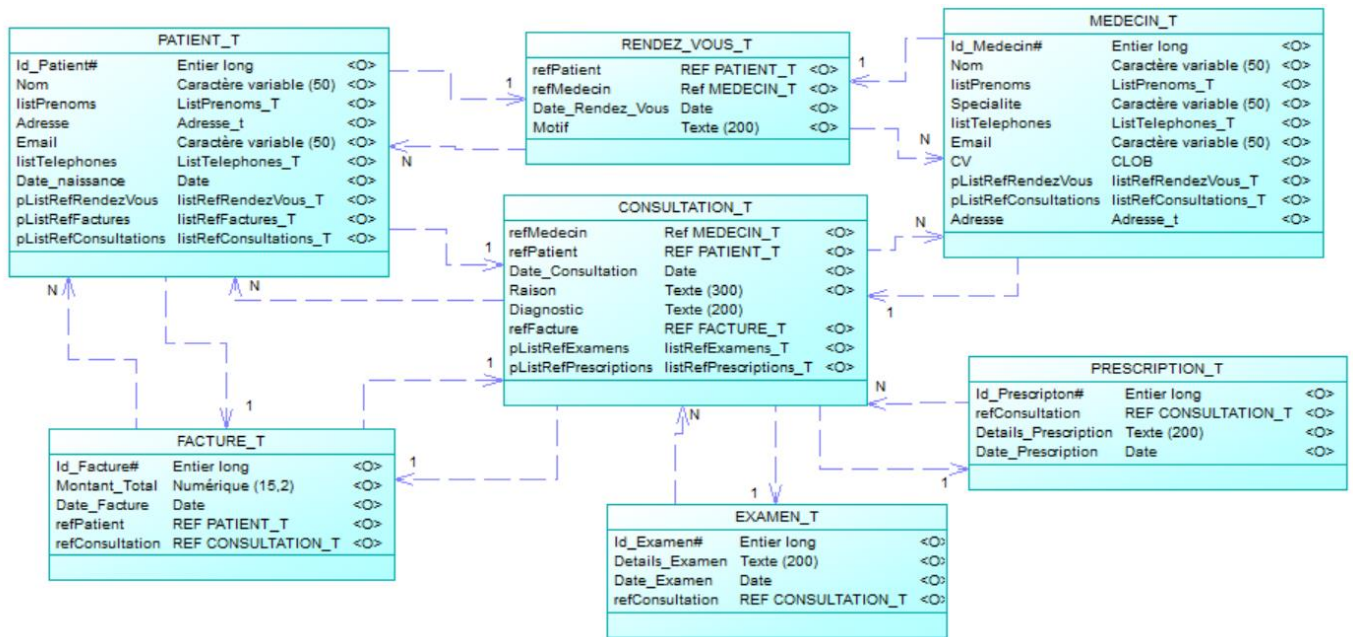 PATIENT_T
Id_Patient# Entier long <O>
Nom Caractère variable (50) <O>
listPrenoms ListPrenoms_T <O>
Adresse Adresse_t <O>
Email Caractère variable (50) <O>
listTelephones ListTelephones_T <O>
Date_naissance Date <O>
pListRefRendezVous listRefRendezVous_T <O>
pListRefFactures listRefFactures_T <O>
pListRefConsultations listRefConsultations_T <O>
1
N
RENDEZ_VOUS_T
refPatient REF PATIENT_T <O>
refMedecin Ref MEDECIN_T <O>
Date_Rendez_Vous Date <O>
Motif Texte (200) <O>
1
N
MEDECIN_T
Id_Medecin# Entier long <O>
Nom Caractère variable (50) <O>
listPrenoms ListPrenoms_T <O>
Specialite Caractère variable (50) <O>
listTelephones ListTelephones_T <O>
Email Caractère variable (50) <O>
CV CLOB <O>
pListRefRendezVous listRefRendezVous_T <O>
pListRefConsultations listRefConsultations_T <O>
Adresse Adresse_t <O>
1
N
N
CONSULTATION_T
refMedecin Ref MEDECIN_T <O>
refPatient REF PATIENT_T <O>
Date_Consultation Date <O>
Raison Texte (300) <O>
Diagnostic Texte (200)
refFacture REF FACTURE_T <O>
pListRefExamens listRefExamens_T <O>
pListRefPrescriptions listRefPrescriptions_T <O>
N
1
N
1
1
1
FACTURE_T
Id_Facture# Entier long <O>
Montant_Total Numérique (15,2) <O>
Date_Facture Date <O>
refPatient REF PATIENT_T <O>
refConsultation REF CONSULTATION_T <O>
N
N
1
1
PRESCRIPTION_T
Id_Prescripton# Entier long <O>
refConsultation REF CONSULTATION_T <O>
Details_Prescription Texte (200) <O>
Date_Prescription Date <O>
EXAMEN_T
Id_Examen# Entier long <O>
Details_Examen Texte (200) <O>
Date_Examen Date <O>
refConsultation REF CONSULTATION_T <O>